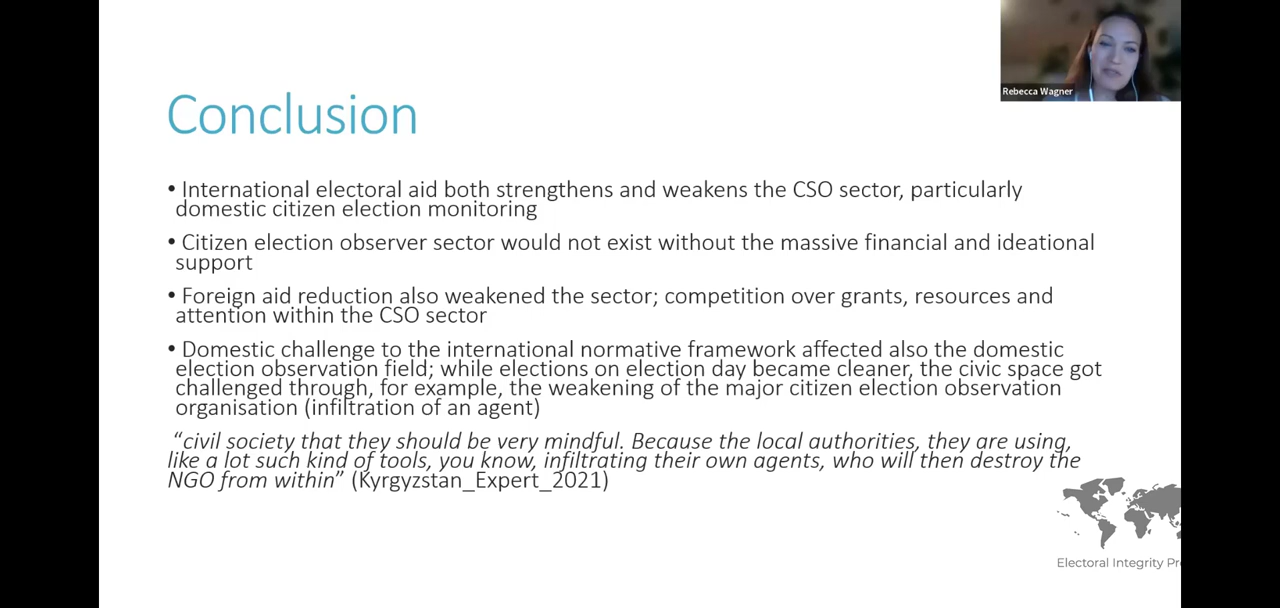 Rebecca Wagner
Conclusion
• International electoral aid both strengthens and weakens the CSO sector, particularly
domestic citizen election monitoring
• Citizen election observer sector would not exist without the massive financial and ideational
support
• Foreign aid reduction also weakened the sector; competition over grants, resources and
attention within the CSO sector
• Domestic challenge to the international normative framework affected also the domestic
election observation field; while elections on election day became cleaner, the civic space got
challenged through, for example, the weakening of the major citizen election observation
organisation (infiltration of an agent)
“civil society that they should be very mindful. Because the local authorities, they are using,
like a lot such kind of tools, you know, infiltrating their own agents, who will then destroy the
NGO from within” (Kyrgyzstan_Expert_2021)
Electoral Integrity Pr